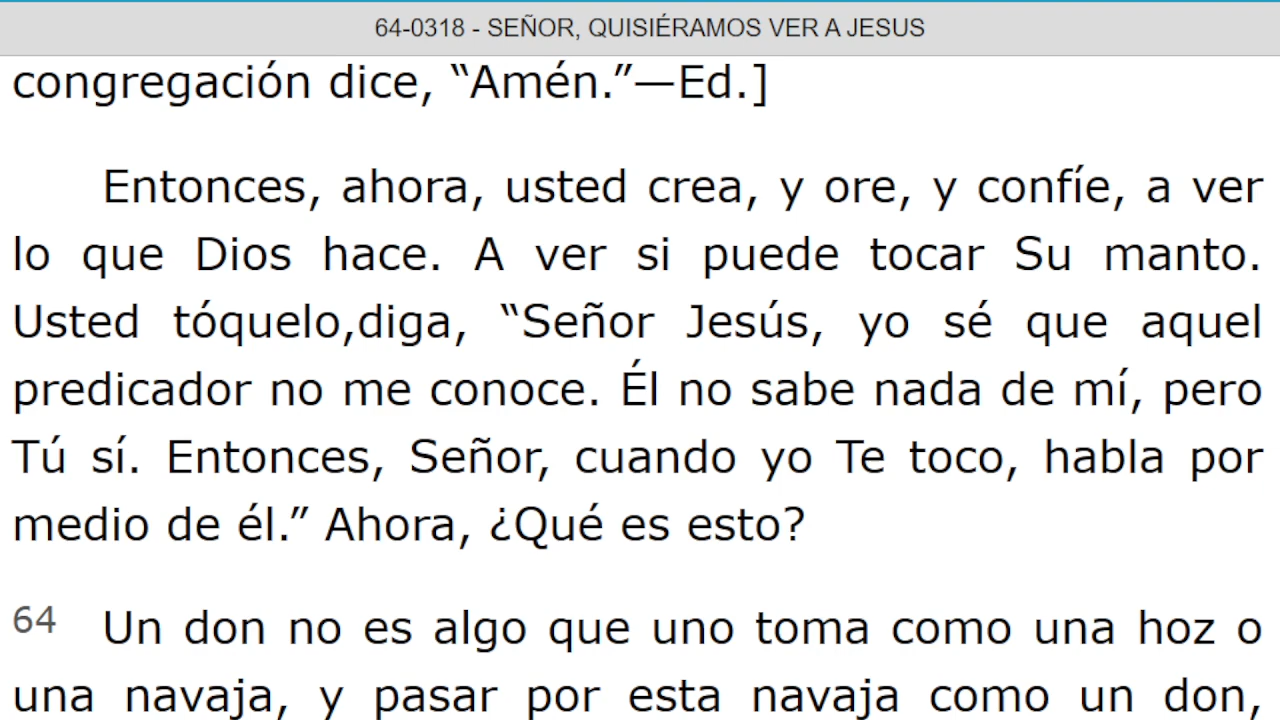 64-0318 - SEÑOR, QUISIÉRAMOS VER A JESUS
congregación dice, “Amén.”—Ed.]
Entonces, ahora, usted crea, y ore, y confíe, a ver
lo que Dios hace. A ver si puede tocar Su manto.
Usted tóquelo,diga, “Señor Jesús, yo sé que aquel
predicador no me conoce. Él no sabe nada de mí, pero
Tú sí. Entonces, Señor, cuando yo Te toco, habla por
medio de él.” Ahora, ¿Qué es esto?
64 Un don no es algo que uno toma como una hoz o
una navaja, y pasar por esta navaja como un don,